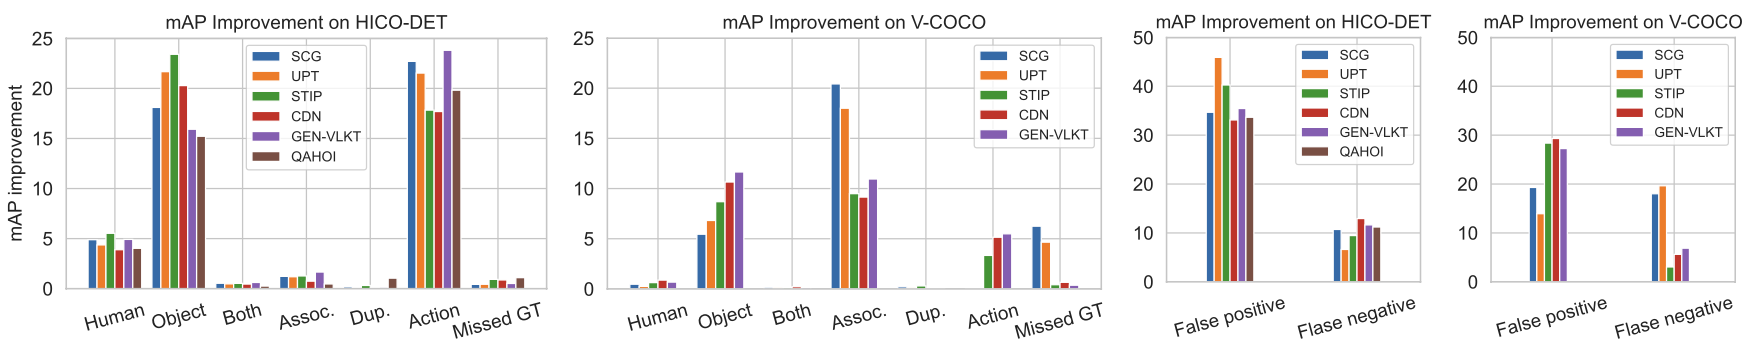 mAP Improvement on HICO-DET
mAP improvement
25
20
15
10
5
0
SCG
UPT
STIP
CDN
GEN-VLKT
QAHOI
Human
Object
Both
Assoc.
Dup.
Action
Missed GT
mAP Improvement on V-COCO
25
20
15
10
5
0
SCG
UPT
STIP
CDN
GEN-VLKT
Human
Object
Both
Assoc.
Dup.
Action
Missed GT
mAP Improvement on HICO-DET
50
40
30
20
10
0
SCG
UPT
STIP
CDN
GEN-VLKT
QAHOI
False positive
Flase negative
mAP Improvement on V-COCO
50
40
30
20
10
0
SCG
UPT
STIP
CDN
GEN-VLKT
False positive
Flase negative